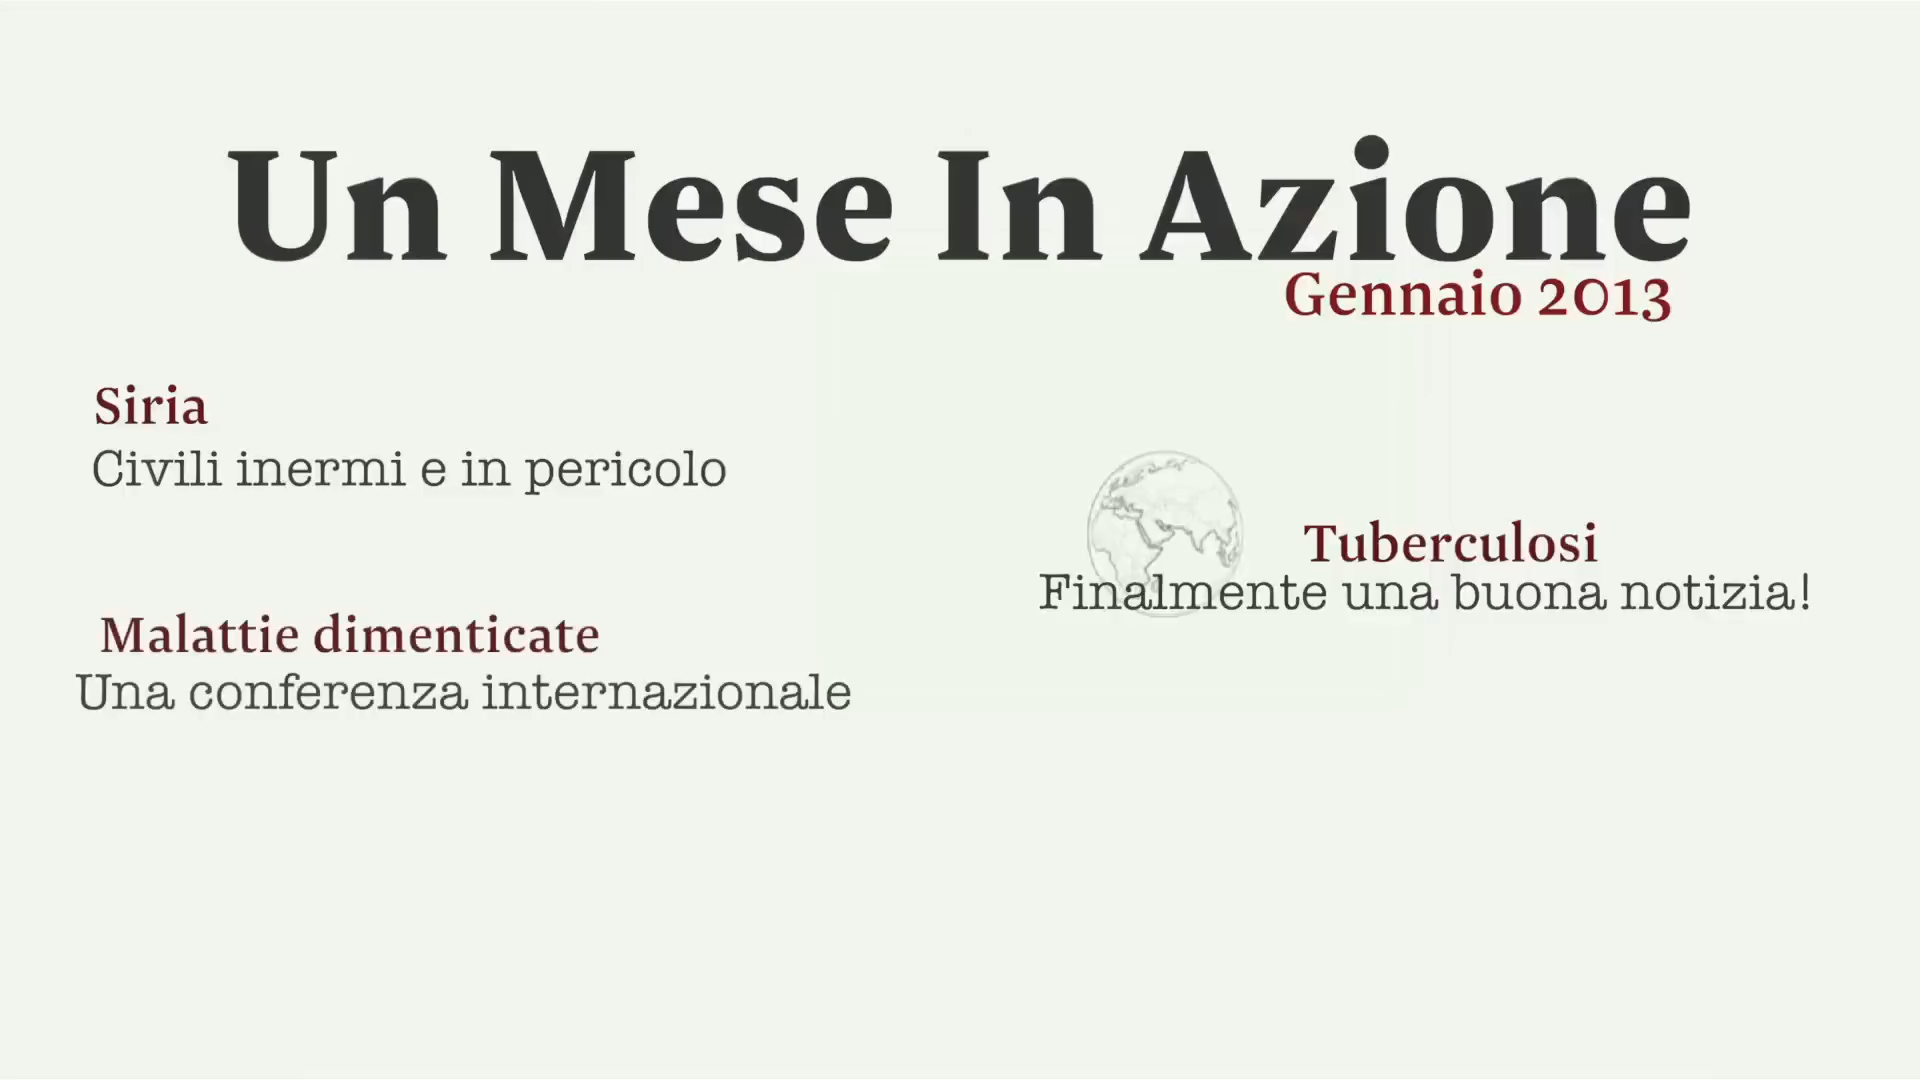 Un Mese In Azione
Gennaio 2013
Siria
Civili inermi e in pericolo
Tuberculosi
Finalmente una buona notizia!
Malattie dimenticate
Una conferenza internazionale